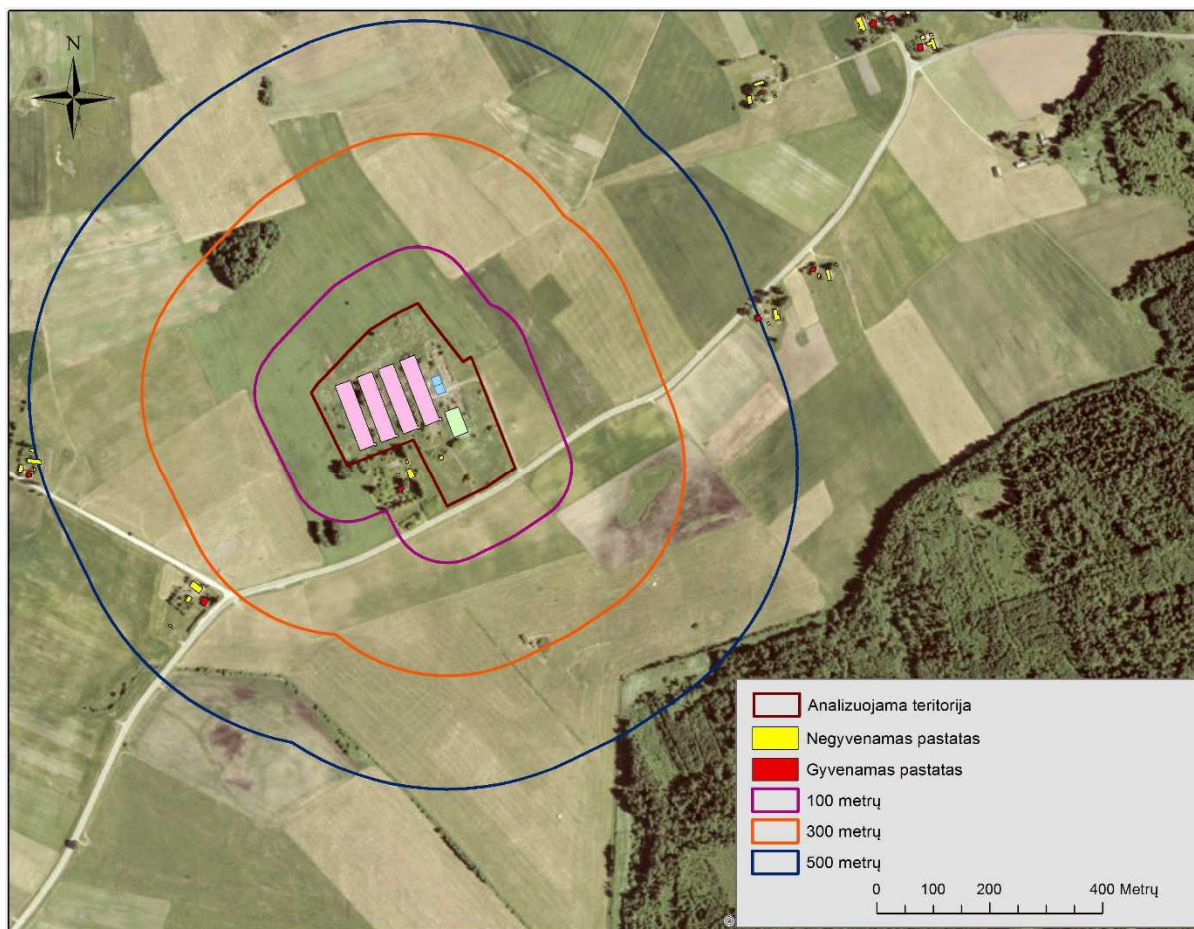 N
Analizuojama teritorija
Negyvenamas pastatas
Gyvenamas pastatas
100 metrų
300 metrų
500 metrų
0 100 200 400 Metrų
©